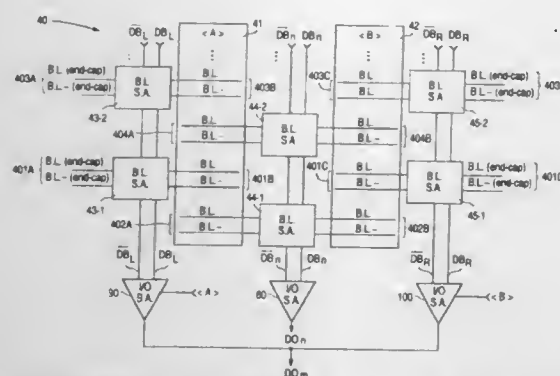 40
DB̅L DBL
<A>
41
DB̅n DBn
<B>
42
DB̅R DBR
403A
BL (end-cap)
BL- (end-cap)
BL
S.A.
43-2
BL
BL-
403B
44-2
403C
BL
BL-
BL
S.A.
45-2
BL (end-cap)
BL- (end-cap)
403
404A
BL
BL-
BL
S.A.
BL
BL-
404B
401A
BL (end-cap)
BL- (end-cap)
BL
S.A.
43-1
BL
BL-
401B
44-1
401C
BL
BL-
BL
S.A.
45-1
BL (end-cap)
BL- (end-cap)
401D
402A
BL
BL-
BL
S.A.
BL
BL-
402B
DB̅L DBL
DB̅n DBn
DB̅R DBR
90
I/O
S.A.
<A>
80
I/O
S.A.
100
I/O
S.A.
<B>
DOn
DOm